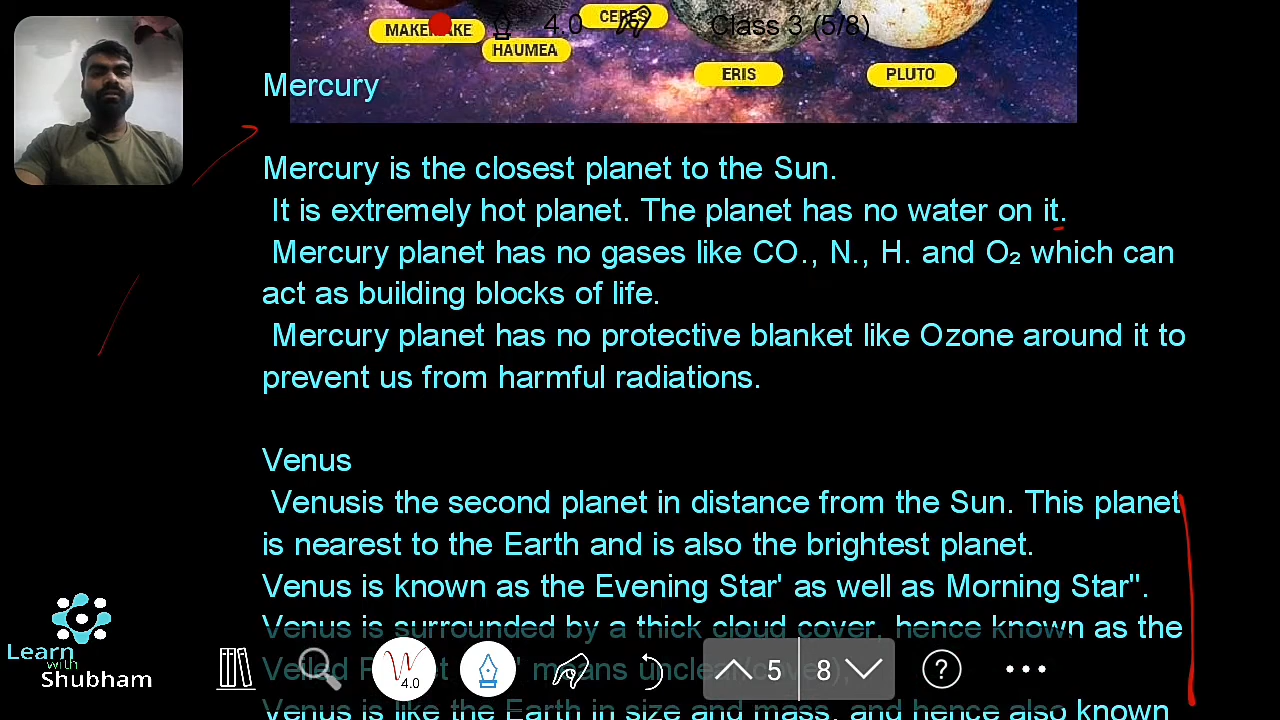 CERES
4.0
Class 3 (5/8)
MAKEMAKE
HAUMEA
ERIS
PLUTO
Mercury
Mercury is the closest planet to the Sun.
It is extremely hot planet. The planet has no water on it.
Mercury planet has no gases like CO., N., H. and O₂ which can
act as building blocks of life.
Mercury planet has no protective blanket like Ozone around it to
prevent us from harmful radiations.
Venus
Venusis the second planet in distance from the Sun. This planet
is nearest to the Earth and is also the brightest planet.
Venus is known as the Evening Star' as well as Morning Star".
Venus is surrounded by a thick cloud cover, hence known as the
means unclear
Venus is like the Earth in size and mass, and hence also known
Learn
with
Shubham
4.0
5
8
?